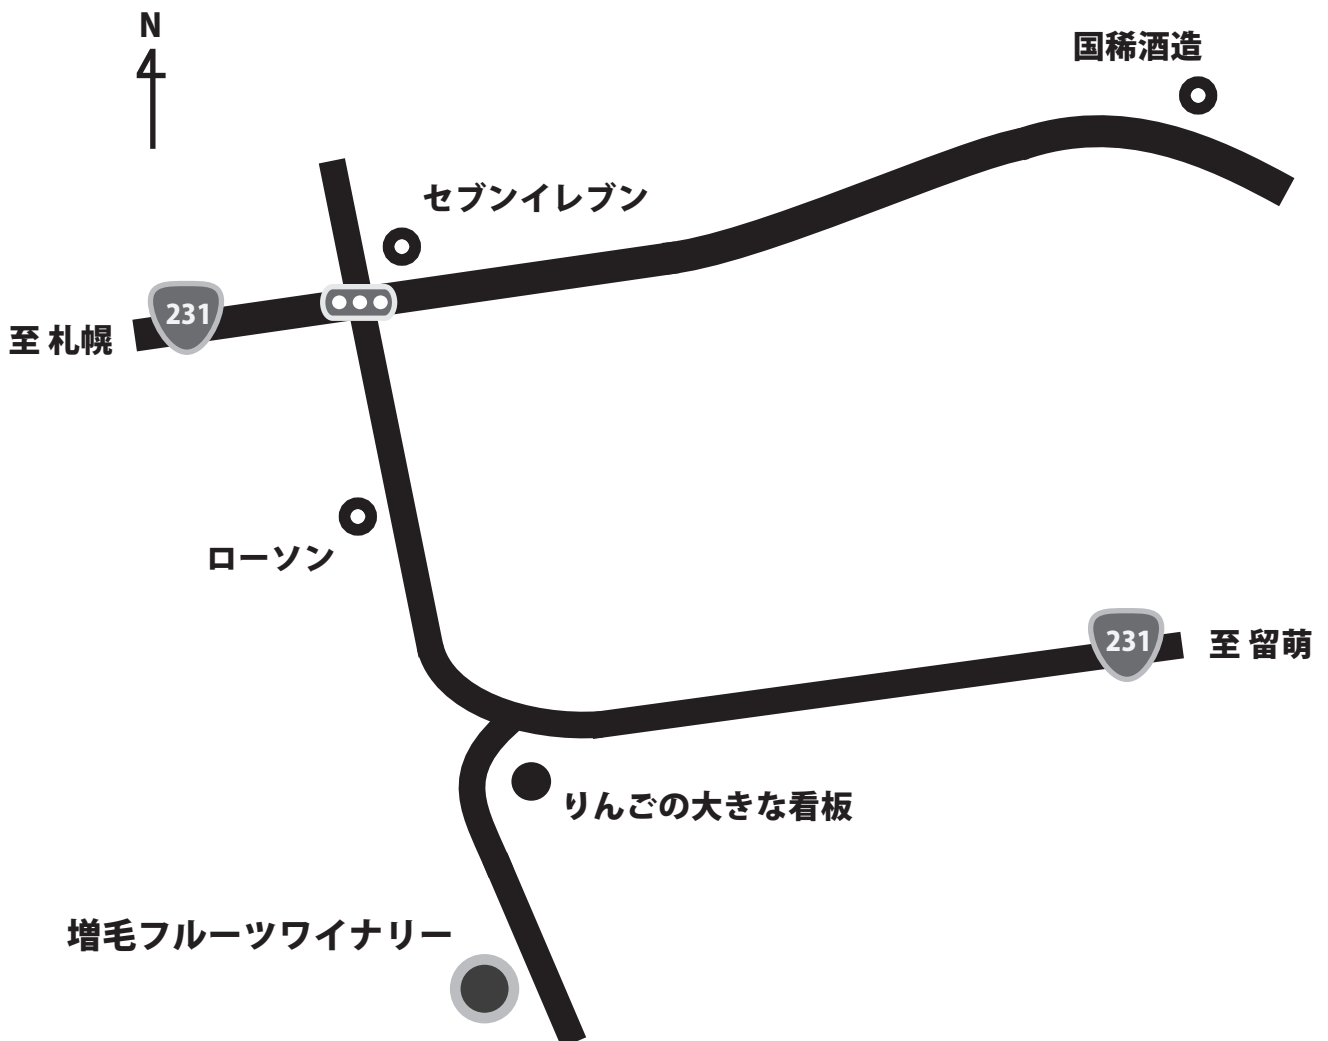 N
国稀酒造
セブンイレブン
231
至 札幌
ローソン
231
至 留萌
りんごの大きな看板
増毛フルーツワイナリー